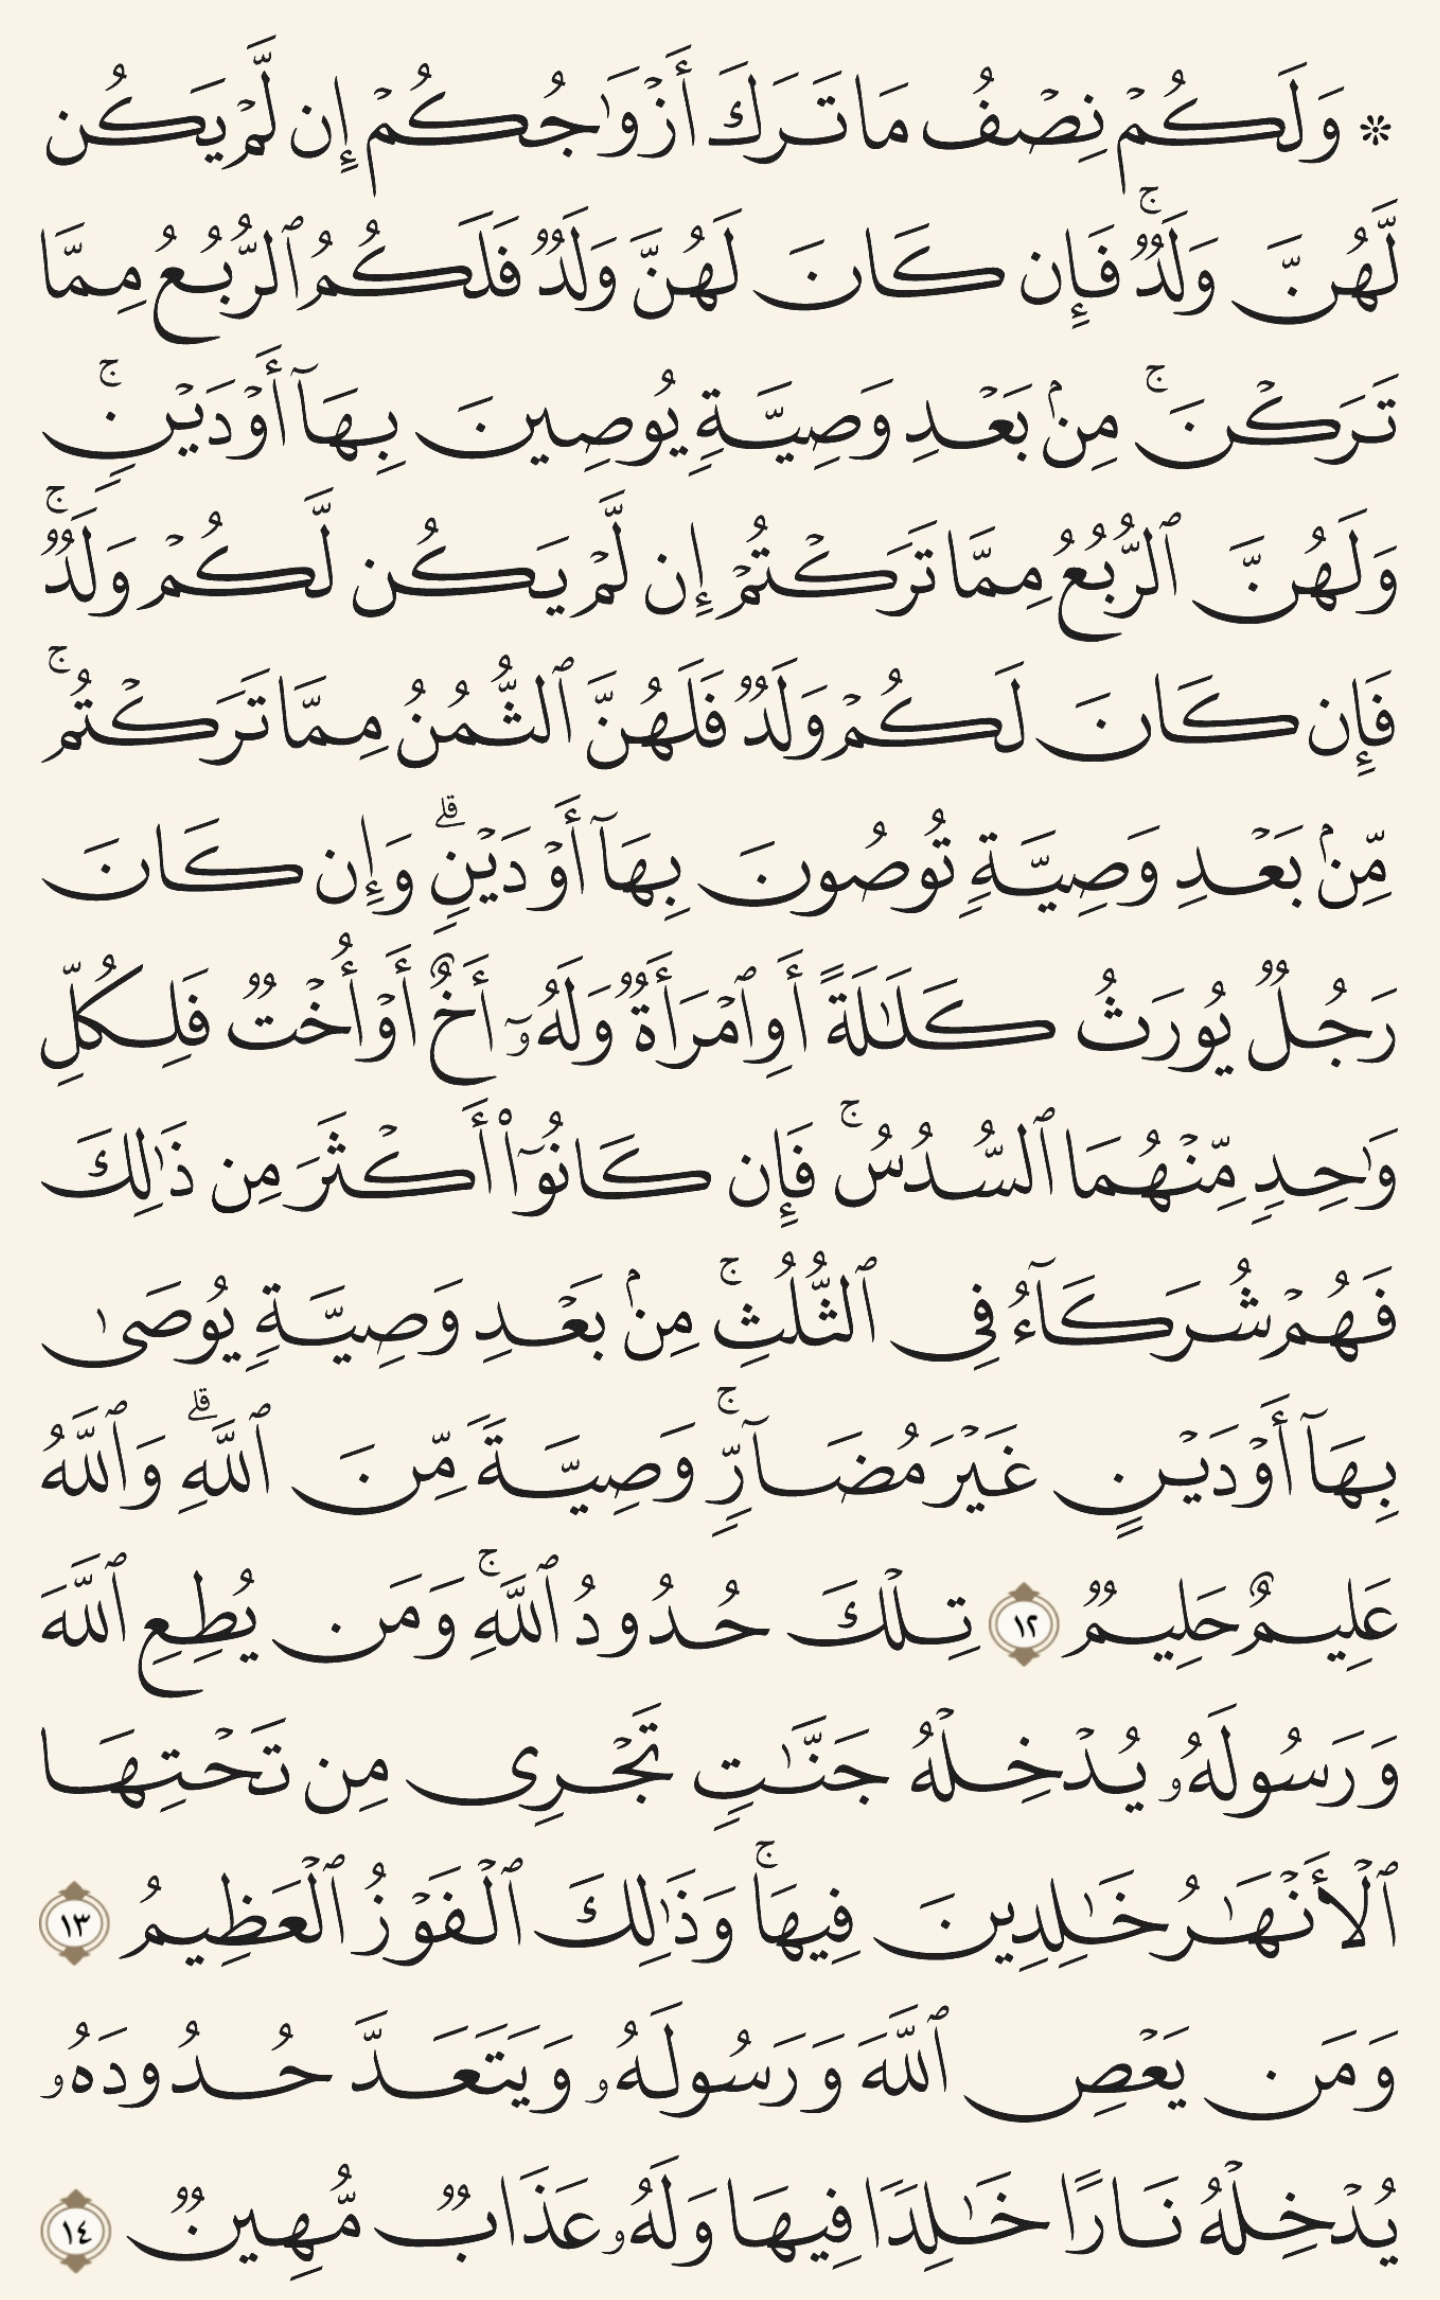 ۞ وَلَكُمْ نِصْفُ مَا تَرَكَ أَزْوَٰجُكُمْ إِن لَّمْ يَكُن
لَّهُنَّ وَلَدٌۭ ۚ فَإِن كَانَ لَهُنَّ وَلَدٌۭ فَلَكُمُ ٱلرُّبُعُ مِمَّا
تَرَكْنَ ۚ مِنۢ بَعْدِ وَصِيَّةٍۢ يُوصِينَ بِهَآ أَوْ دَيْنٍۢ ۚ
وَلَهُنَّ ٱلرُّبُعُ مِمَّا تَرَكْتُمْ إِن لَّمْ يَكُن لَّكُمْ وَلَدٌۭ ۚ
فَإِن كَانَ لَكُمْ وَلَدٌۭ فَلَهُنَّ ٱلثُّمُنُ مِمَّا تَرَكْتُم ۚ
مِّنۢ بَعْدِ وَصِيَّةٍۢ تُوصُونَ بِهَآ أَوْ دَيْنٍۢ ۗ وَإِن كَانَ
رَجُلٌۭ يُورَثُ كَلَـٰلَةً أَوِ ٱمْرَأَةٌۭ وَلَهُۥٓ أَخٌ أَوْ أُخْتٌۭ فَلِكُلِّ
وَٰحِدٍۢ مِّنْهُمَا ٱلسُّدُسُ ۚ فَإِن كَانُوٓا۟ أَكْثَرَ مِن ذَٰلِكَ
فَهُمْ شُرَكَآءُ فِى ٱلثُّلُثِ ۚ مِنۢ بَعْدِ وَصِيَّةٍۢ يُوصَىٰ
بِهَآ أَوْ دَيْنٍ غَيْرَ مُضَآرٍّۢ ۚ وَصِيَّةًۭ مِّنَ ٱللَّهِ ۗ وَٱللَّهُ
عَلِيمٌ حَلِيمٌۭ ١٢ تِلْكَ حُدُودُ ٱللَّهِ ۚ وَمَن يُطِعِ ٱللَّهَ
وَرَسُولَهُۥ يُدْخِلْهُ جَنَّـٰتٍۢ تَجْرِى مِن تَحْتِهَا
ٱلْأَنْهَـٰرُ خَـٰلِدِينَ فِيهَا ۚ وَذَٰلِكَ ٱلْفَوْزُ ٱلْعَظِيمُ ١٣
وَمَن يَعْصِ ٱللَّهَ وَرَسُولَهُۥ وَيَتَعَدَّ حُدُودَهُۥ
يُدْخِلْهُ نَارًا خَـٰلِدًۭا فِيهَا وَلَهُۥ عَذَابٌۭ مُّهِينٌۭ ١٤